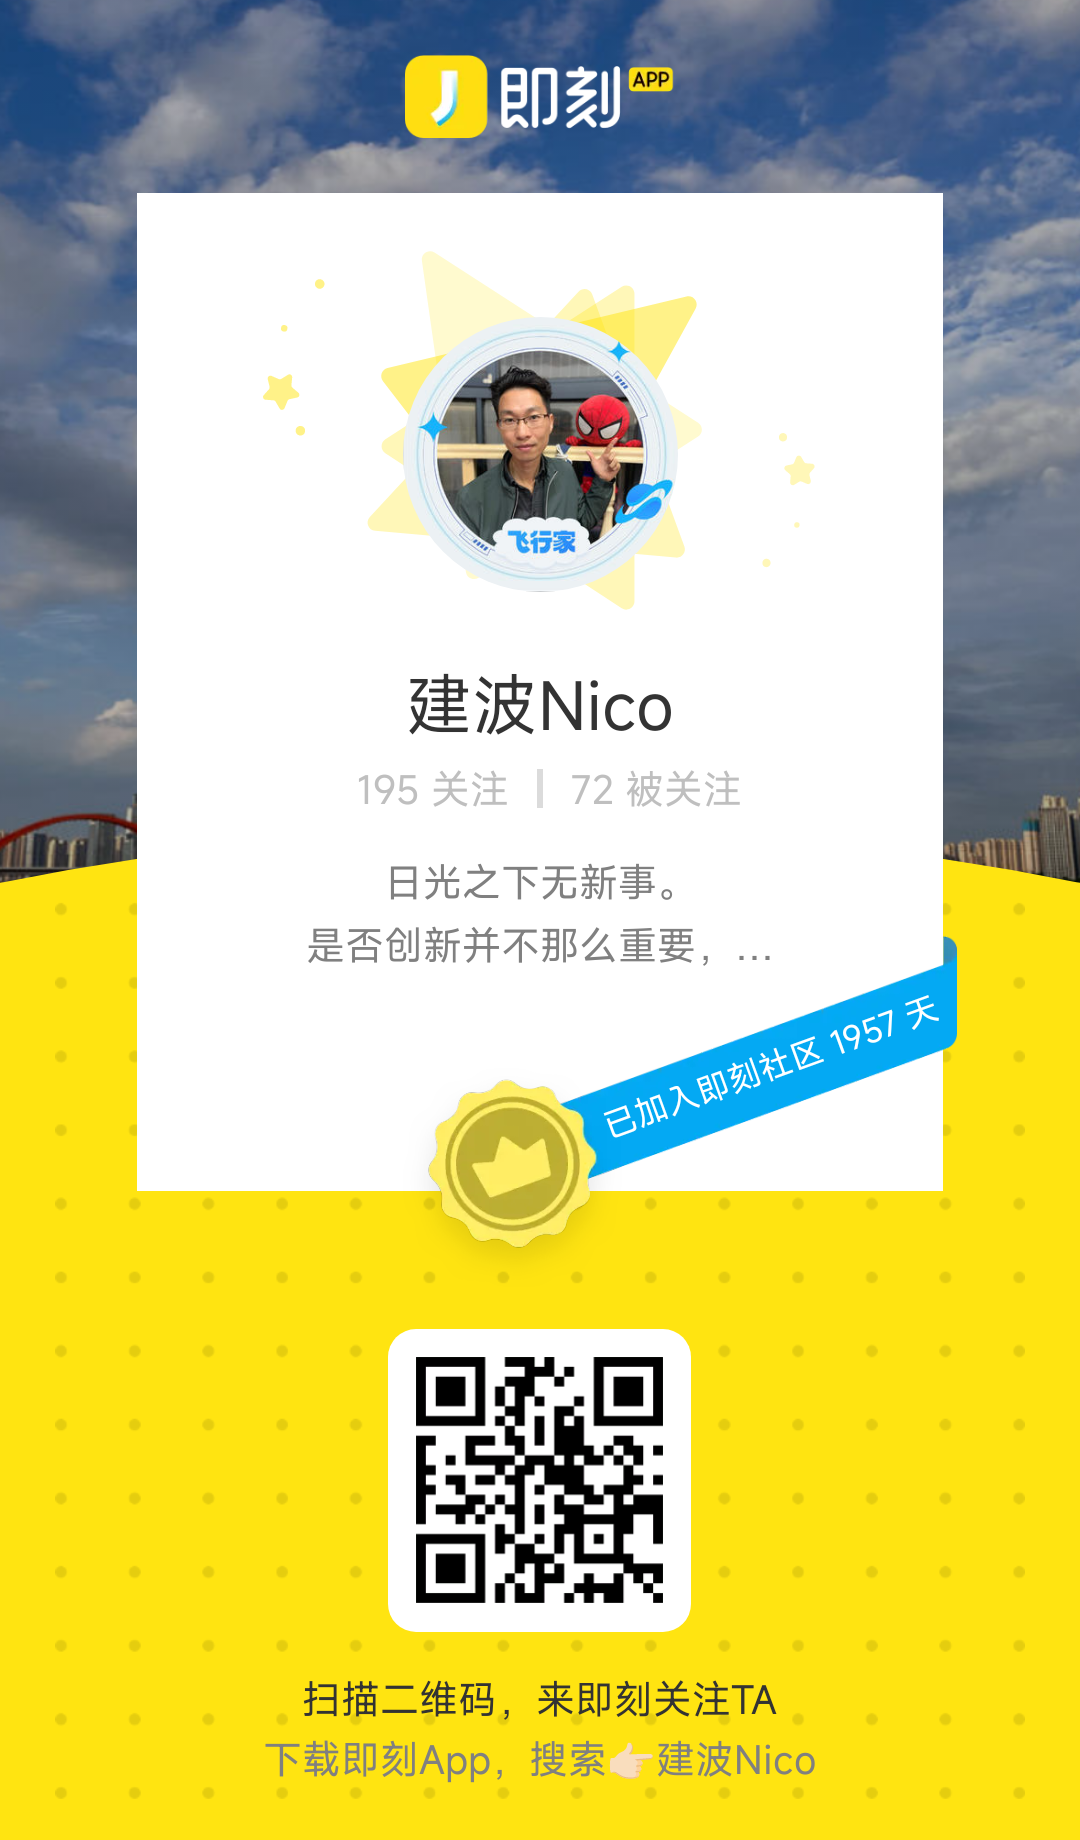 即刻APP
飞行家
建波Nico
195 关注 | 72 被关注
日光之下无新事。
是否创新并不那么重要，...
已加入即刻社区 1957 天
扫描二维码，来即刻关注TA
下载即刻App，搜索👉🏻建波Nico